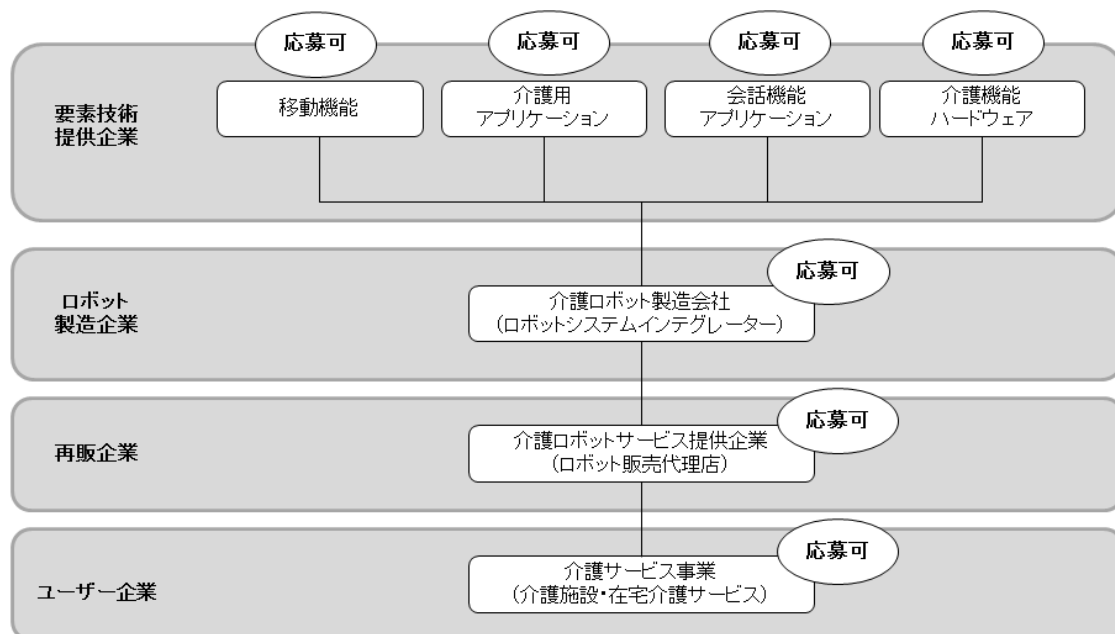 応募可
応募可
応募可
応募可
要素技術
提供企業
移動機能
介護用
アプリケーション
会話機能
アプリケーション
介護機能
ハードウェア
ロボット
製造企業
応募可
介護ロボット製造会社
(ロボットシステムインテグレーター)
再販企業
応募可
介護ロボットサービス提供企業
(ロボット販売代理店)
ユーザー企業
応募可
介護サービス事業
(介護施設・在宅介護サービス)